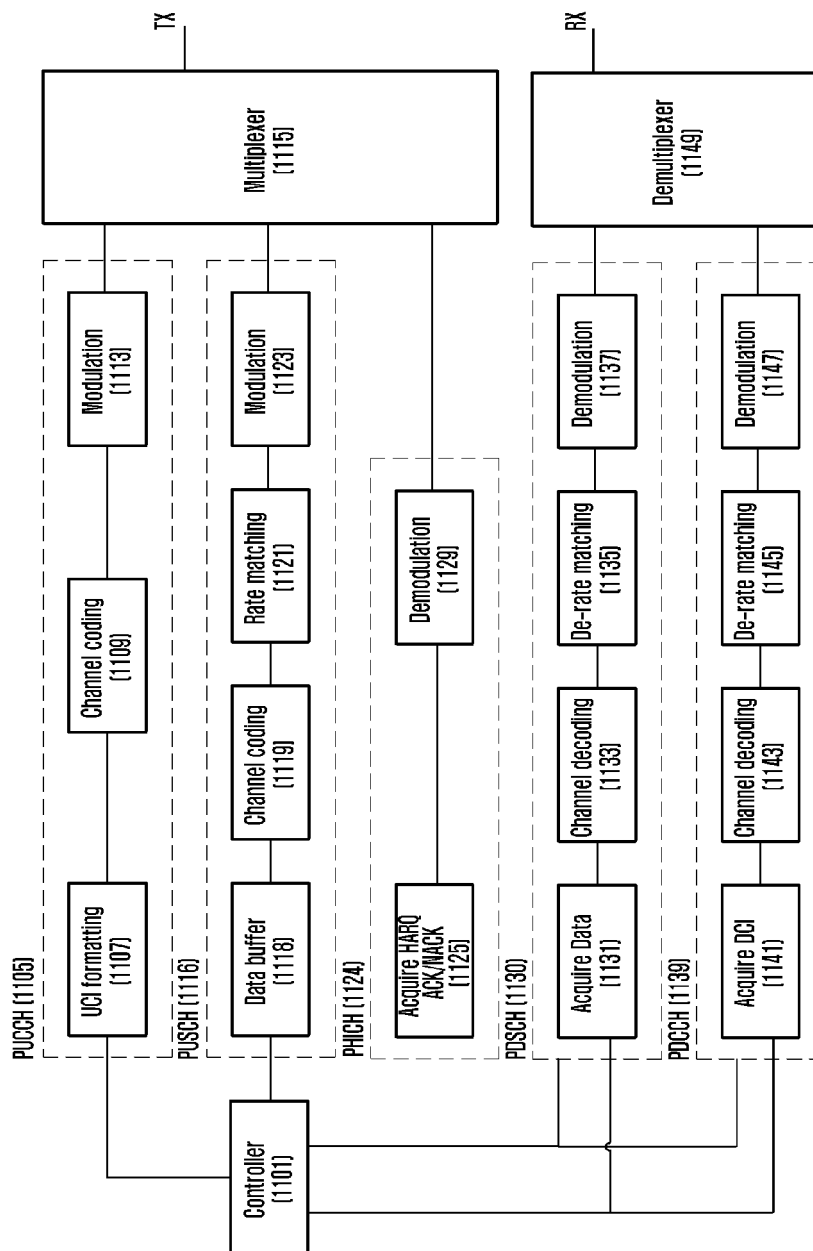 TX
RX
Multiplexer
(1115)
Demultiplexer
(1149)
PUCCH (1105)
UCI formatting
(1107)
Channel coding
(1109)
Modulation
(1113)
PUSCH (1116)
Data buffer
(1118)
Channel coding
(1119)
Rate matching
(1121)
Modulation
(1123)
PHICH (1124)
Acquire HARQ
ACK/NACK
(1125)
Demodulation
(1129)
PDSCH (1130)
Acquire Data
(1131)
Channel decoding
(1133)
De-rate matching
(1135)
Demodulation
(1137)
PDCCH (1139)
Acquire DCI
(1141)
Channel decoding
(1143)
De-rate matching
(1145)
Demodulation
(1147)
Controller
(1101)